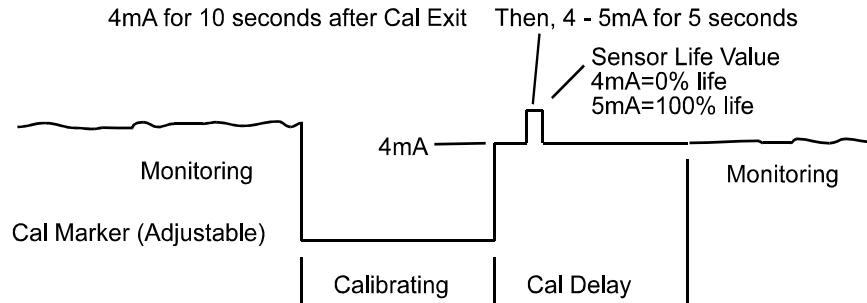 4mA for 10 seconds after Cal Exit
Then, 4 - 5mA for 5 seconds
Sensor Life Value
4mA=0% life
5mA=100% life
4mA
Monitoring
Monitoring
Cal Marker (Adjustable)
Calibrating
Cal Delay